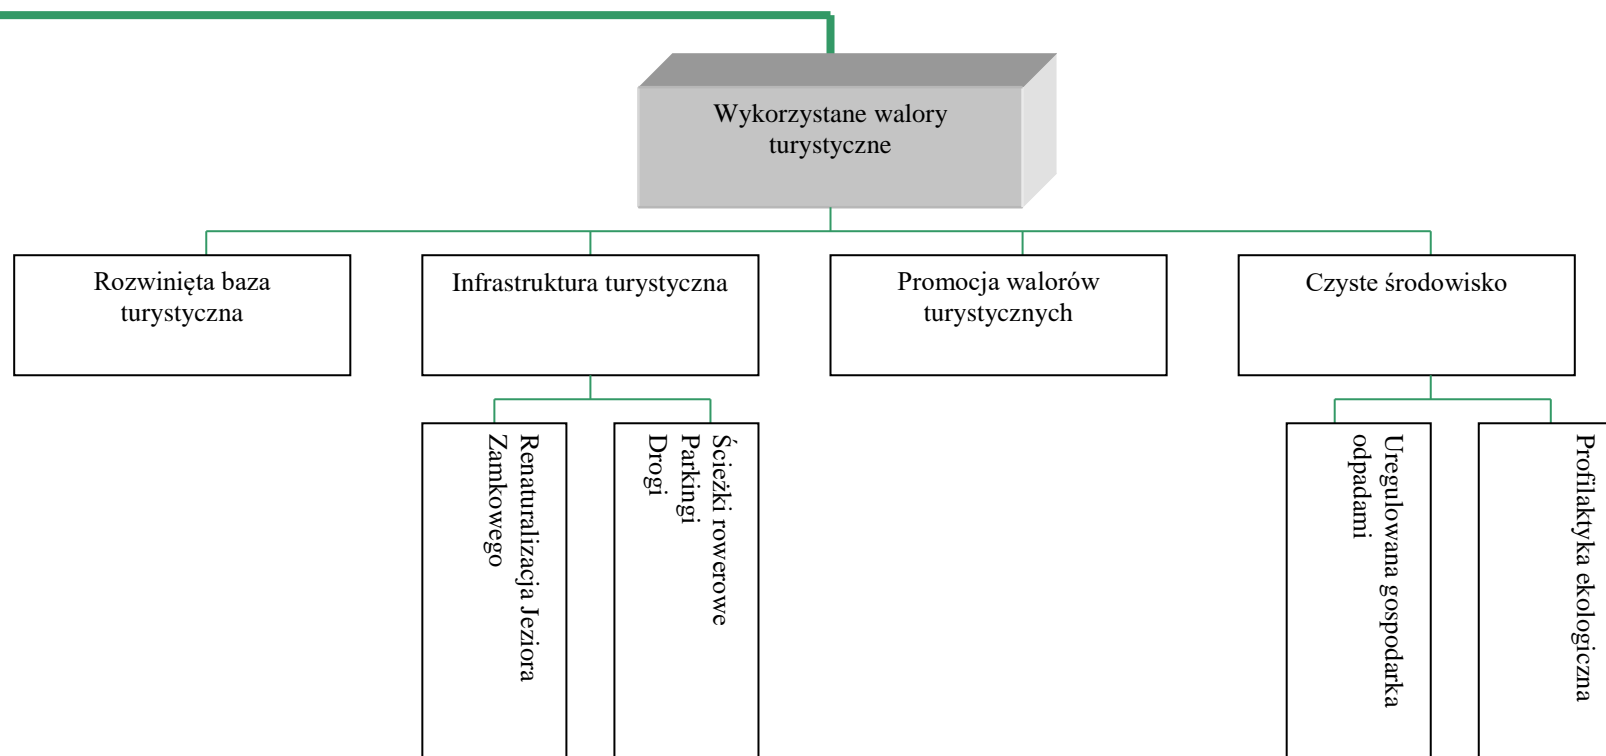 Wykorzystane walory
turystyczne
Rozwinięta baza
turystyczna
Infrastruktura turystyczna
Promocja walorów
turystycznych
Czyste środowisko
Renaturalizacja Jeziora
Zamkowego
Ścieżki rowerowe
Parkingi
Drogi
Uregulowana gospodarka
odpadami
Profilaktyka ekologiczna